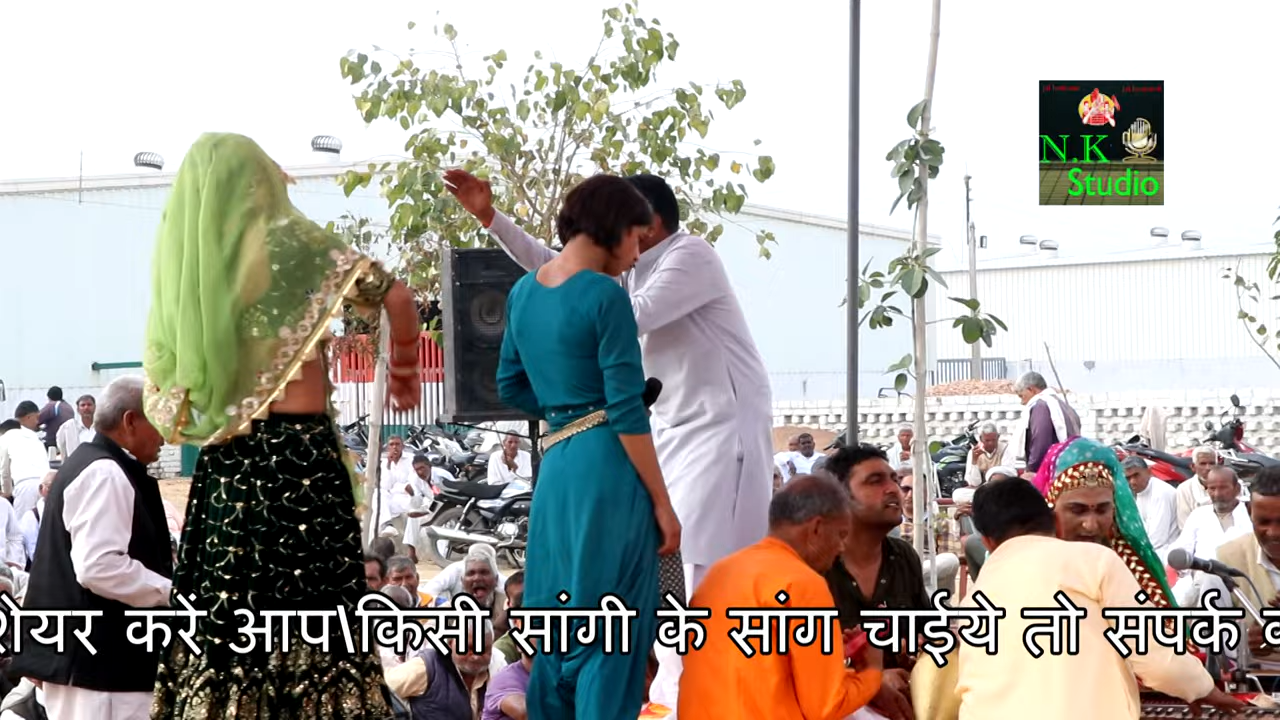 N.K
Studio
शेयर करें आप\किसी सांगी के सांग चाईये तो संपर्क